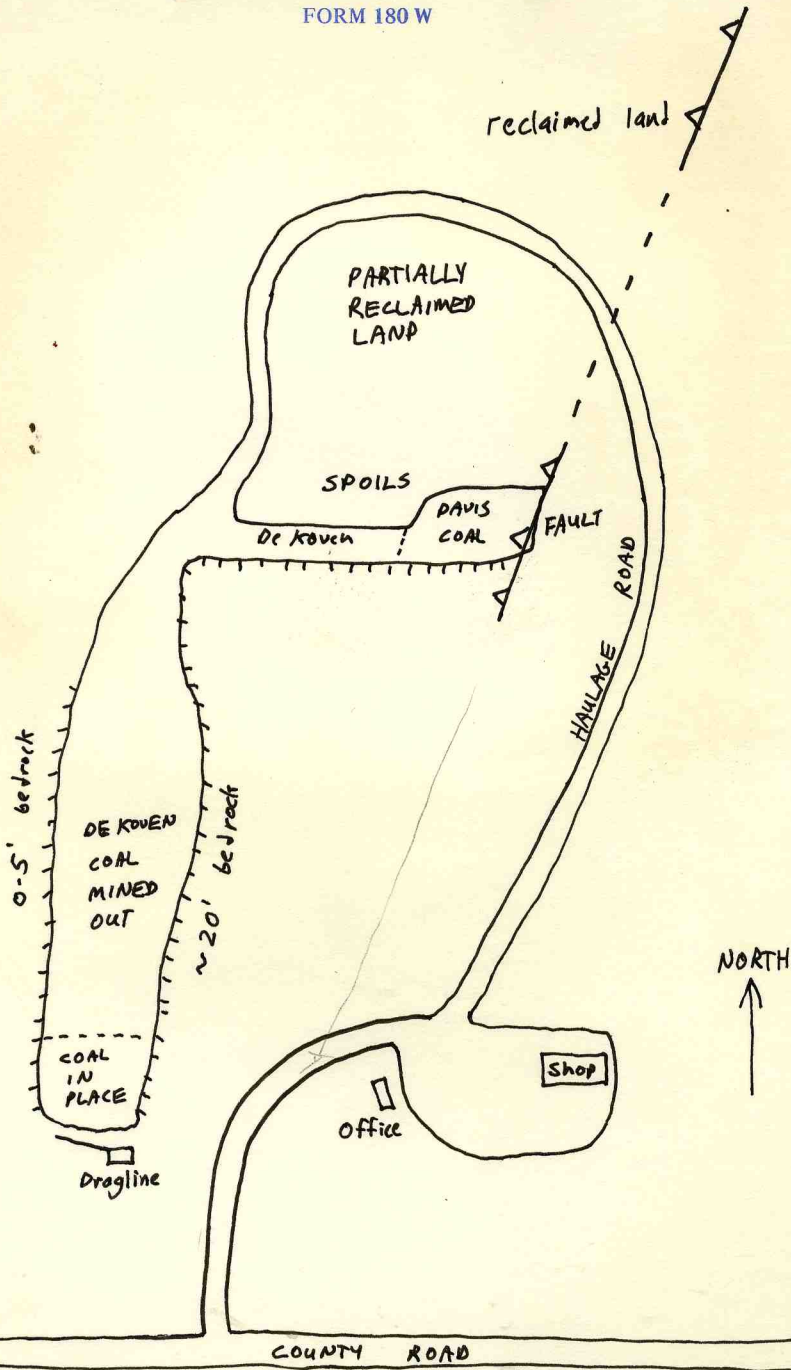 FORM 180 W
reclaimed land
PARTIALLY
RECLAIMED
LAND
SPOILS
De Koven
DAVIS
COAL
FAULT
HAULAGE ROAD
0-5' bedrock
DE KOVEN
COAL
MINED
OUT
~20' bedrock
NORTH
COAL
IN
PLACE
Shop
Office
Dragline
COUNTY ROAD